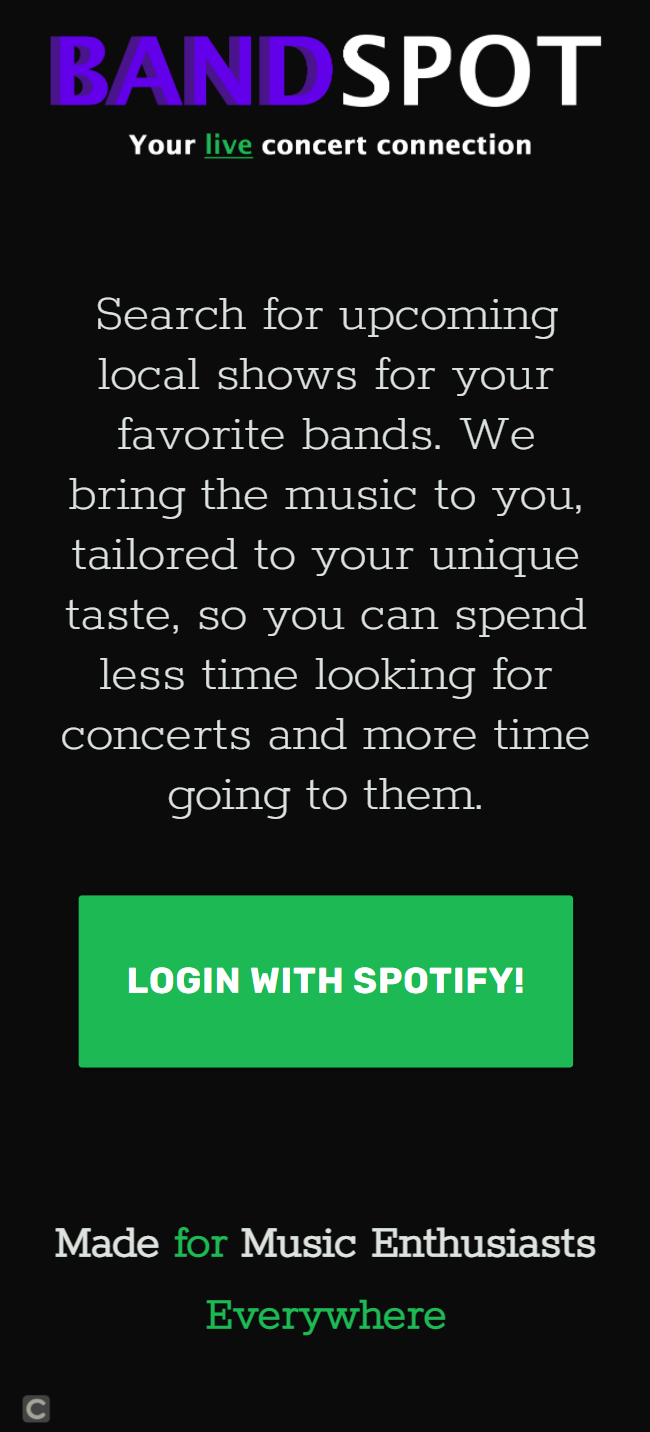 BANDSPOT
Your live concert connection
Search for upcoming
local shows for your
favorite bands. We
bring the music to you,
tailored to your unique
taste, so you can spend
less time looking for
concerts and more time
going to them.
LOGIN WITH SPOTIFY!
Made for Music Enthusiasts
Everywhere
C